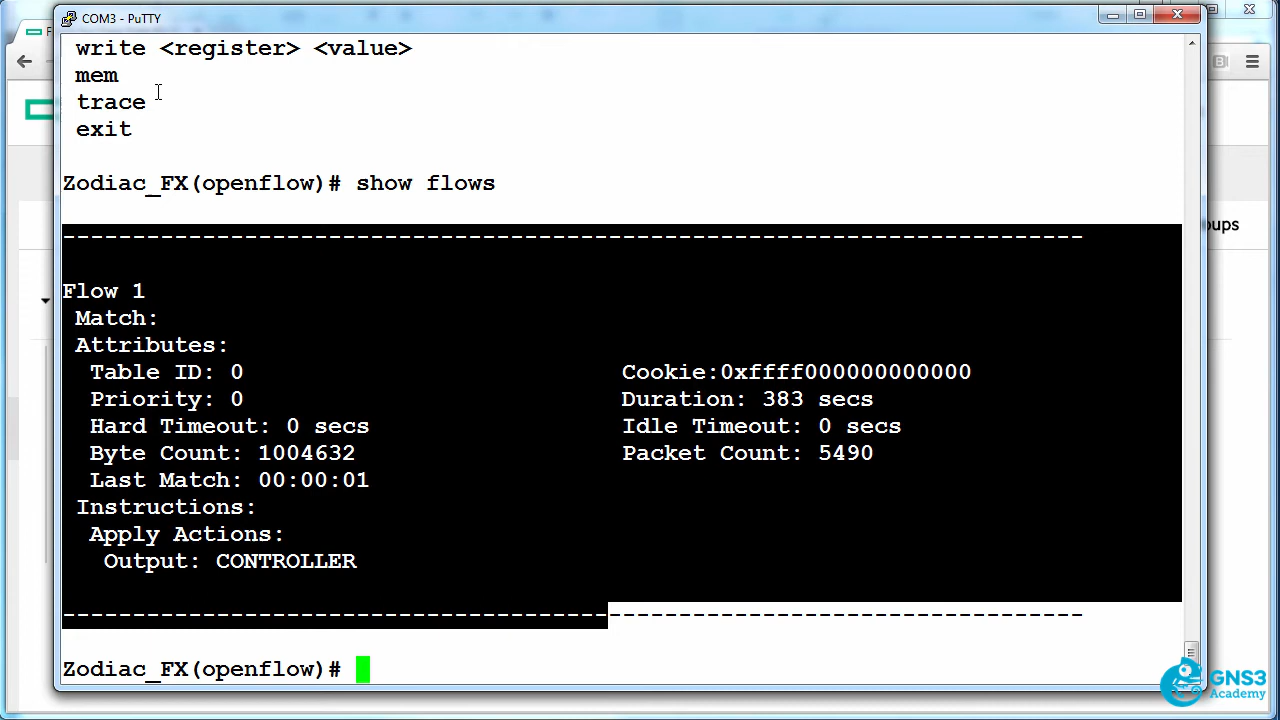 COM3 - PuTTY
write <register> <value>
mem
trace
exit
Zodiac_FX(openflow)# show flows
--------------------------------------------------------------------------
Flow 1
Match:
Attributes:
Table ID: 0 Cookie:0xffff000000000000
Priority: 0 Duration: 383 secs
Hard Timeout: 0 secs Idle Timeout: 0 secs
Byte Count: 1004632 Packet Count: 5490
Last Match: 00:00:01
Instructions:
Apply Actions:
Output: CONTROLLER
--------------------------------------------------------------------------
Zodiac_FX(openflow)#
GNS3
Academy